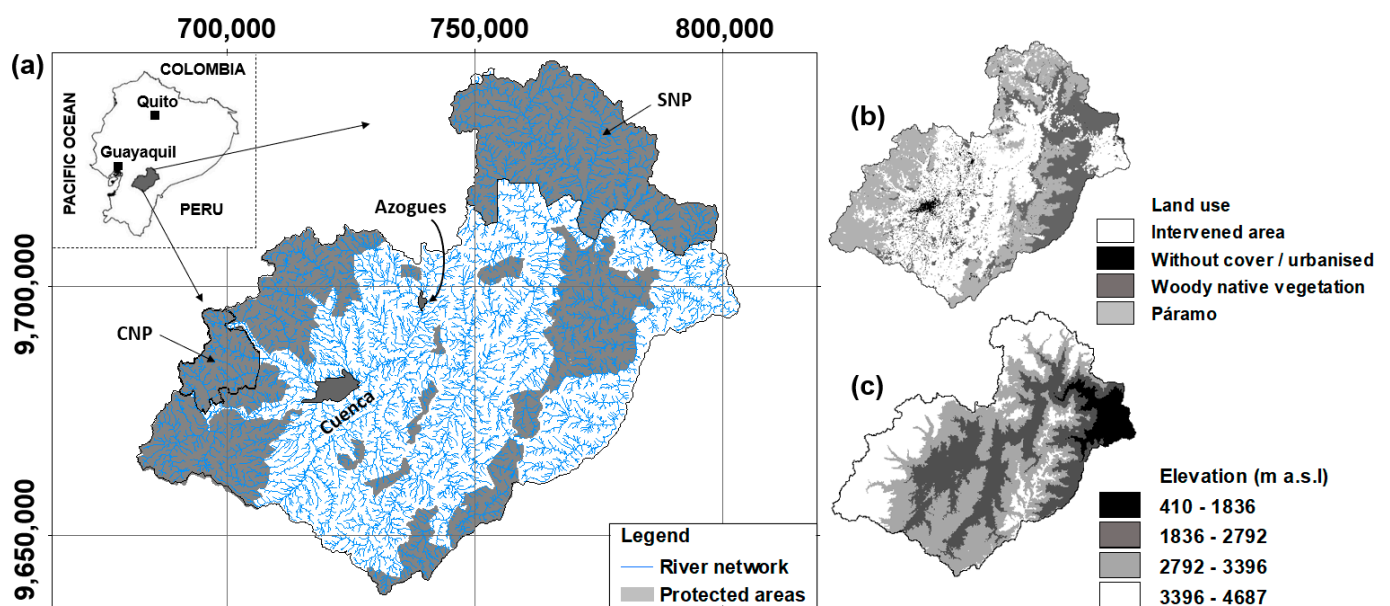 700,000
750,000
800,000
(a)
COLOMBIA
Quito
PACIFIC OCEAN
Guayaquil
PERU
SNP
Azogues
CNP
Cuenca
9,700,000
9,650,000
Legend
River network
Protected areas
(b)
Land use
Intervened area
Without cover / urbanised
Woody native vegetation
Páramo
(c)
Elevation (m a.s.l)
410 - 1836
1836 - 2792
2792 - 3396
3396 - 4687